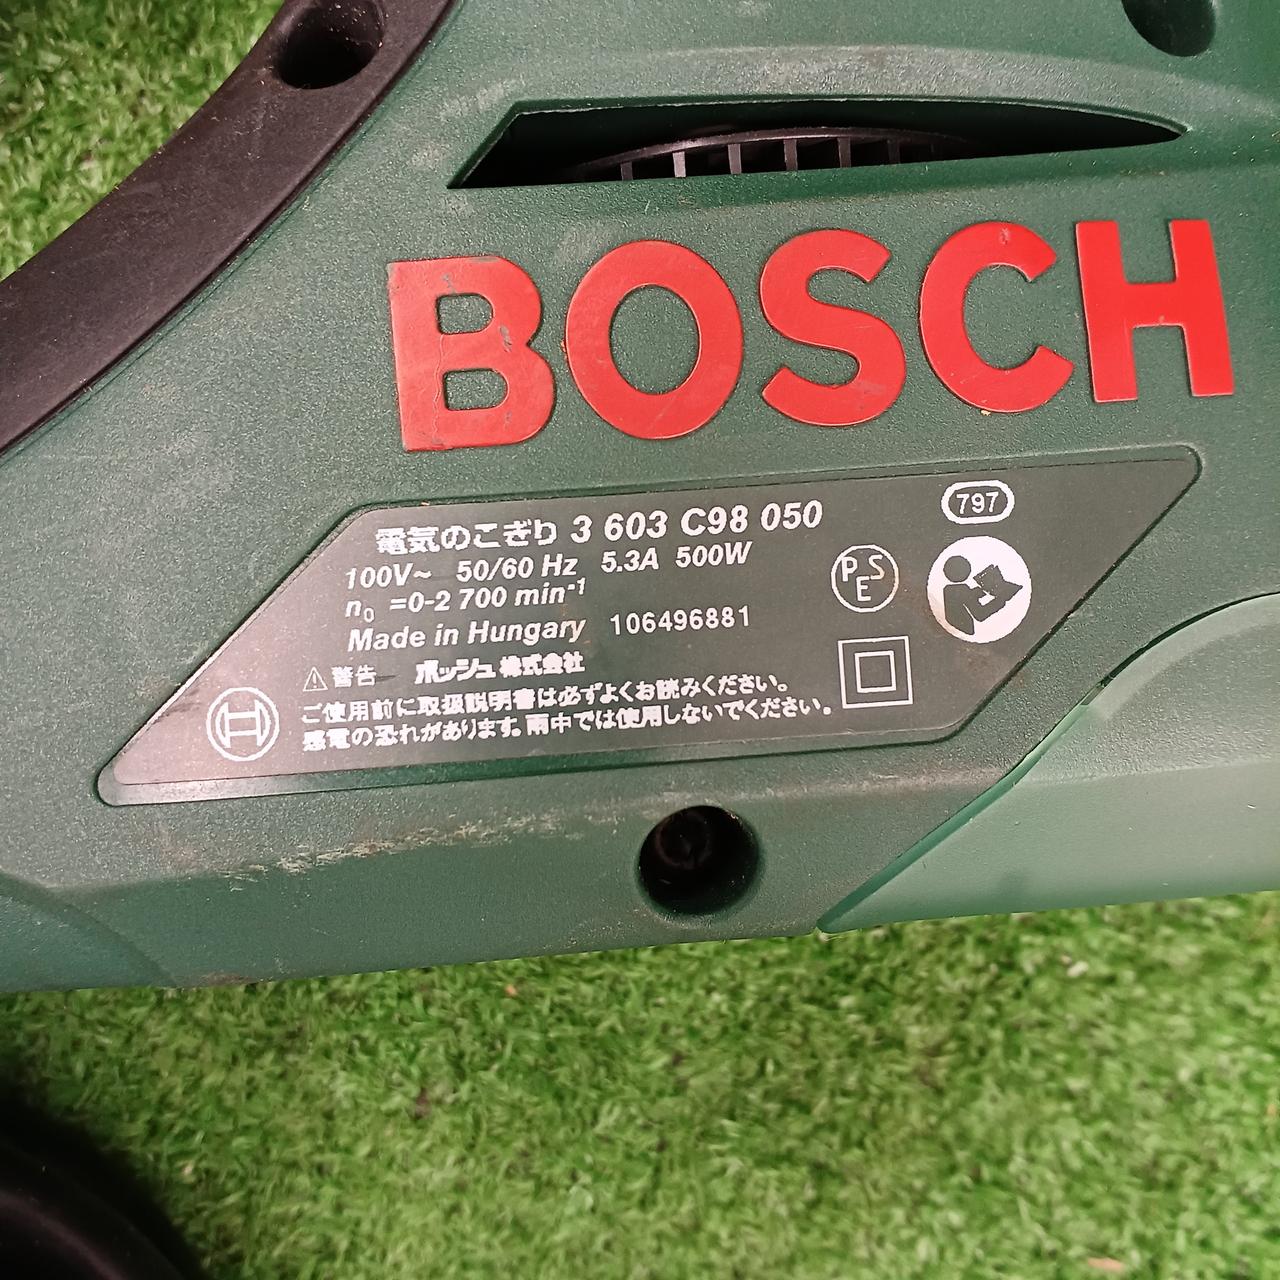 BOSCH
797
電気のこぎり 3 603 C98 050
100V~ 50/60 Hz 5.3A 500W
n₀ =0-2 700 min⁻¹
Made in Hungary 106496881
PSE
⚠警告 ボッシュ株式会社
ご使用前に取扱説明書は必ずよくお読みください。
感電の恐れがあります。雨中では使用しないでください。